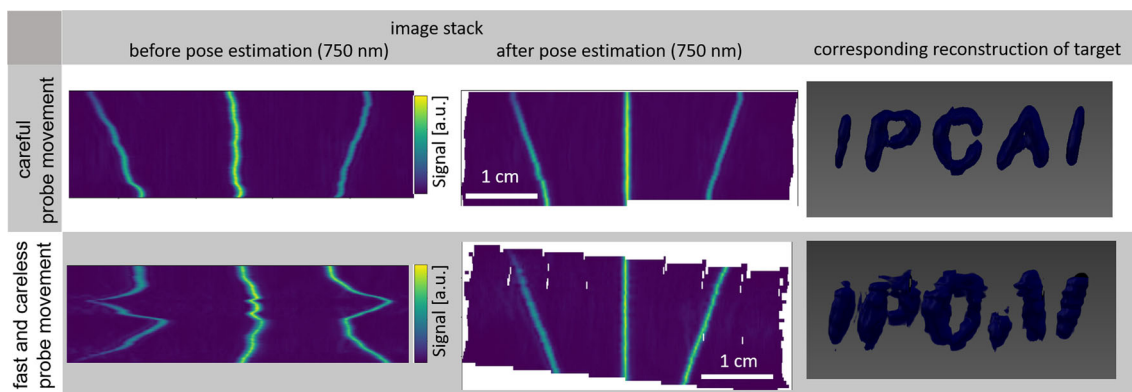 image stack
before pose estimation (750 nm)
after pose estimation (750 nm)
corresponding reconstruction of target
careful
probe movement
Signal [a.u.]
1 cm
IPCAI
fast and careless
probe movement
Signal [a.u.]
1 cm